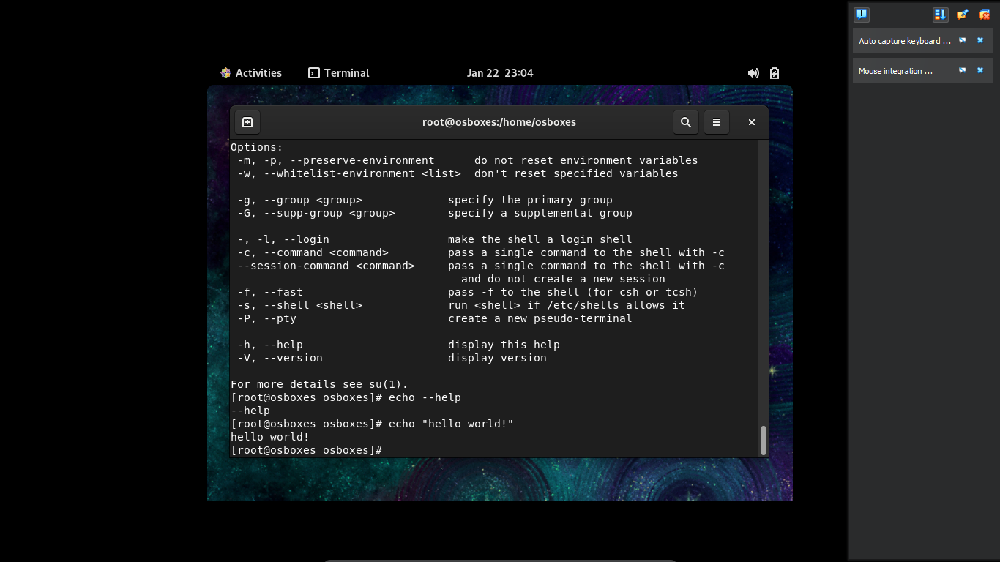 Activities
Terminal
Jan 22 23:04
root@osboxes:/home/osboxes
Options:
-m, -p, --preserve-environment do not reset environment variables
-w, --whitelist-environment <list> don't reset specified variables
-g, --group <group> specify the primary group
-G, --supp-group <group> specify a supplemental group
-, -l, --login make the shell a login shell
-c, --command <command> pass a single command to the shell with -c
--session-command <command> pass a single command to the shell with -c
and do not create a new session
-f, --fast pass -f to the shell (for csh or tcsh)
-s, --shell <shell> run <shell> if /etc/shells allows it
-P, --pty create a new pseudo-terminal
-h, --help display this help
-V, --version display version
For more details see su(1).
[root@osboxes osboxes]# echo --help
--help
[root@osboxes osboxes]# echo "hello world!"
hello world!
[root@osboxes osboxes]#
Auto capture keyboard ...
Mouse integration ...